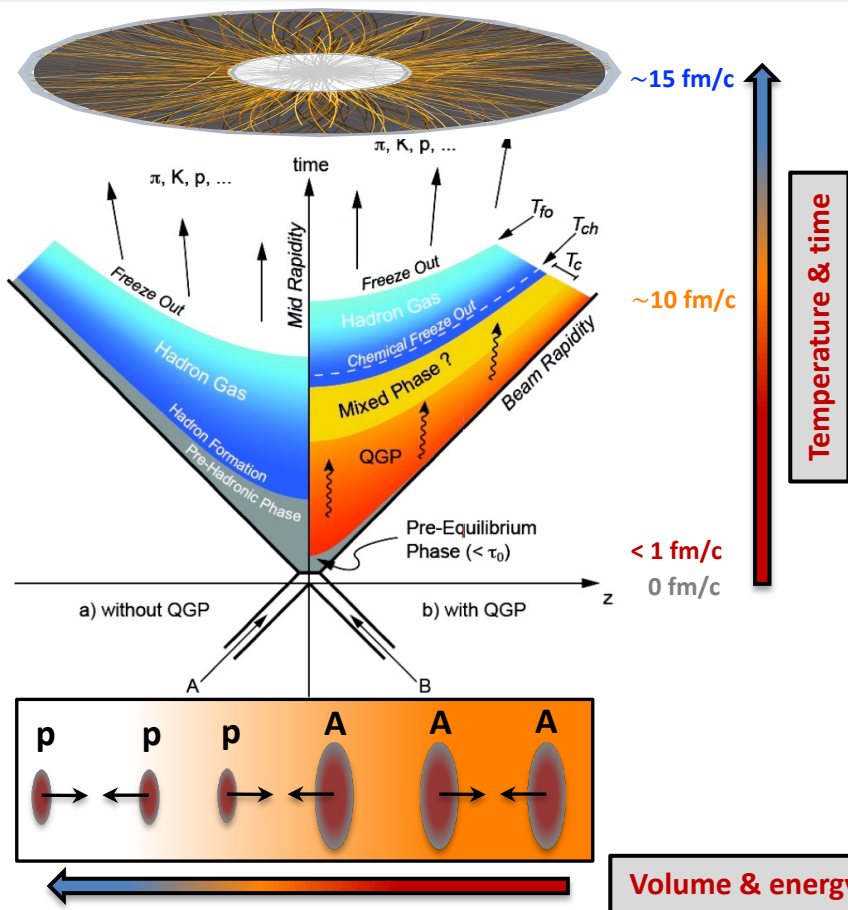 ~15 fm/c
π, K, p, ...
π, K, p, ...
time
Mid Rapidity
T_fo
T_ch
T_c
Freeze Out
Freeze Out
Hadron Gas
Hadron Gas
Chemical Freeze Out
~10 fm/c
Mixed Phase ?
Beam Rapidity
Hadron Formation
Pre-Hadronic Phase
QGP
Pre-Equilibrium
Phase (< τ₀)
< 1 fm/c
0 fm/c
z
a) without QGP
b) with QGP
A
B
Temperature & time
p p p A A A
Volume & energy